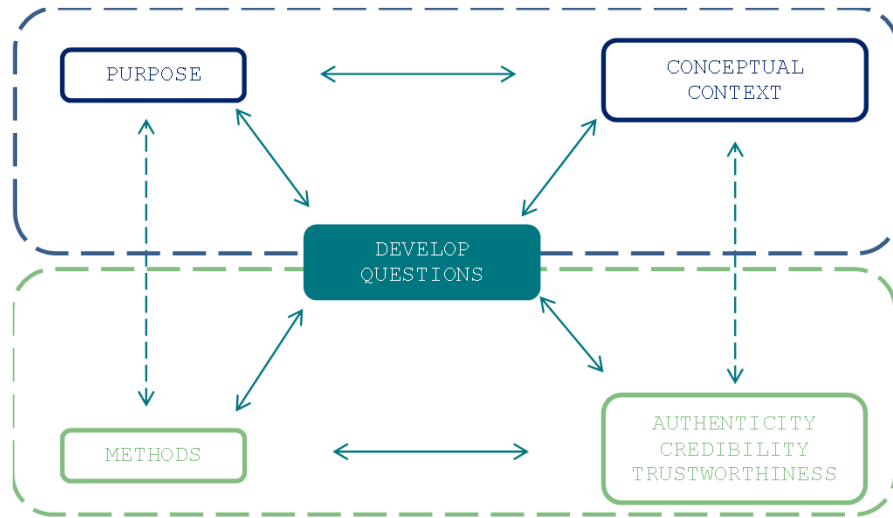 PURPOSE
CONCEPTUAL
CONTEXT
DEVELOP
QUESTIONS
METHODS
AUTHENTICITY
CREDIBILITY
TRUSTWORTHINESS